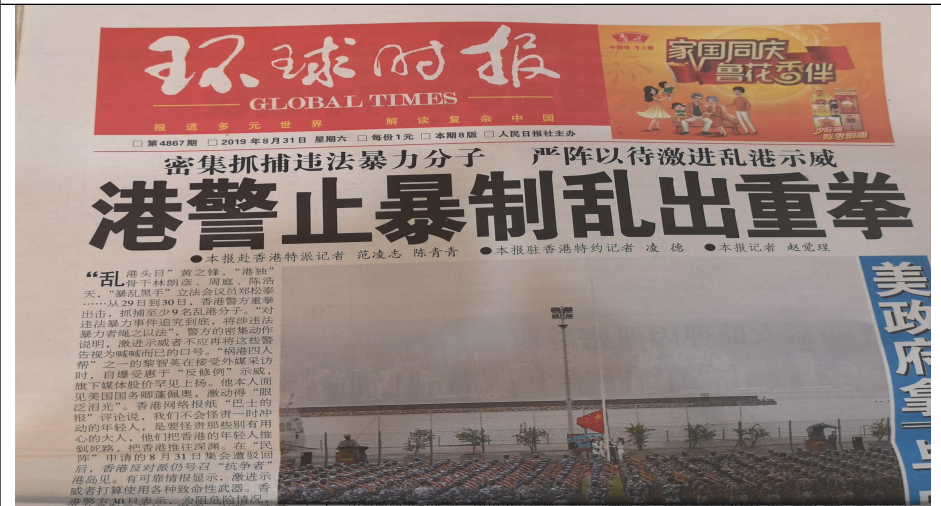 环球时报
GLOBAL TIMES
报道多元世界 解读复杂中国
家国同庆
鲁花香伴
□第4867期 □2019年8月31日 星期六 □每份1元 □本期8版 □人民日报社主办
密集抓捕违法暴力分子 严阵以待激进乱港示威
港警止暴制乱出重拳
●本报赴香港特派记者 范凌志 陈青青 ●本报驻香港特约记者 凌德 ●本报记者 赵觉珵
“乱港头目”黄之锋，“港独”
骨干林朗彦、周庭、陈浩
天，“暴乱黑手”立法会议员郑松泰
……从29日到30日，香港警方重拳
出击，抓捕至少9名乱港分子。“对
违法暴力事件追究到底，将涉违法
暴力者绳之以法”，警方的密集动作
说明，激进示威者不应再将这些警
告视为喊喊而已的口号。“祸港四人
帮”之一的黎智英在接受外媒采访
时，自爆受惠于“反修例”示威，
旗下媒体股价罕见上扬。他本人面
见美国国务卿蓬佩奥，激动得“眼
泛泪光”。香港网络报纸“巴士的
报”评论说，我们不会怪责一时冲
动的年轻人，是要怪责那些别有用
心的大人，他们把香港的年轻人推
到死路，把香港推往深渊。在“民
阵”申请的8月31日集会遭驳回
后，香港反对派仍号召“抗争者”
港岛见。有可靠情报显示，激进示
威者打算使用各种致命性武器。香
港警方30日表示，为阻危险情况，
美政府拿